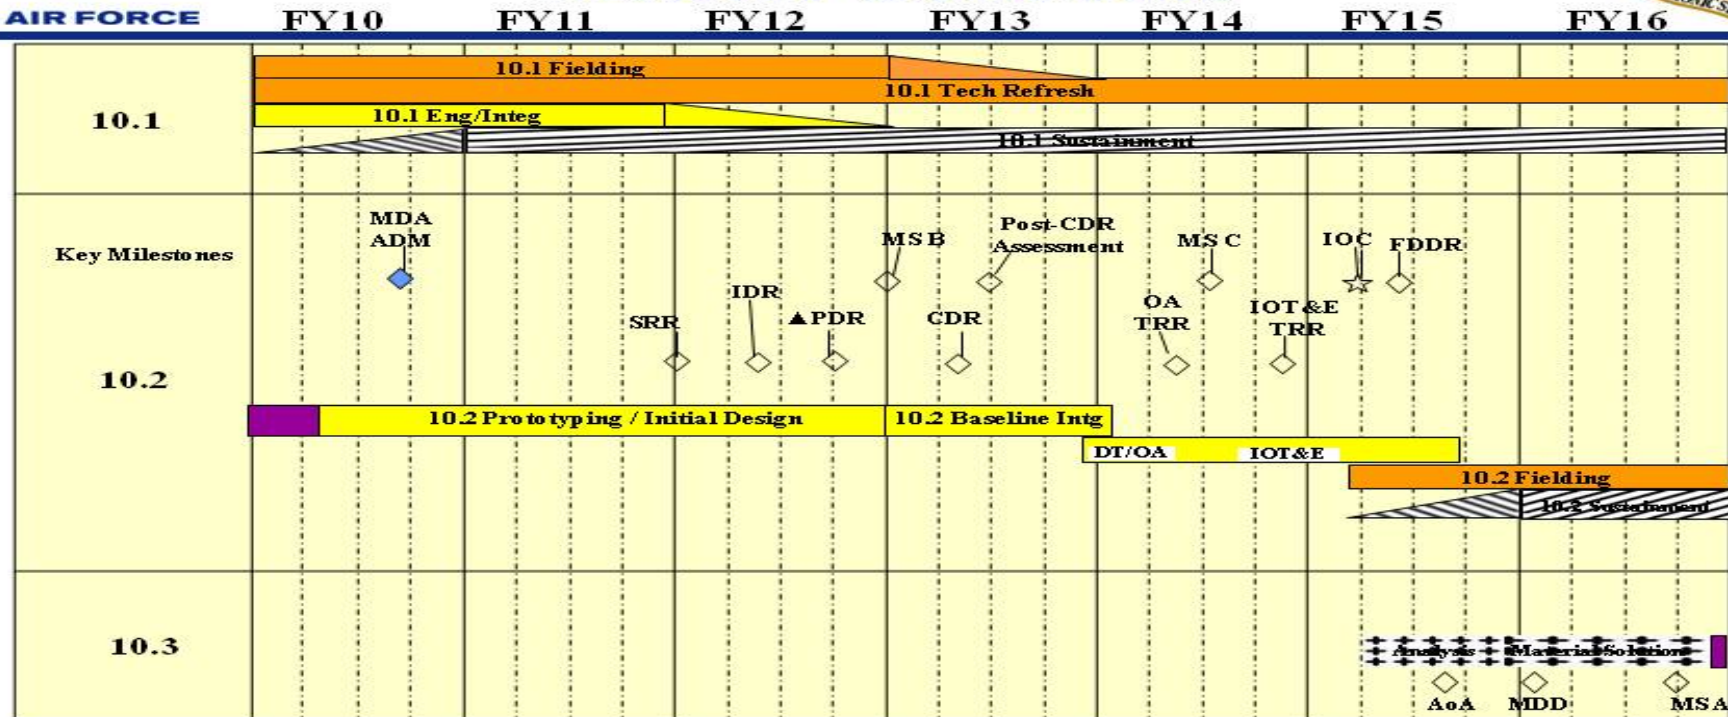 AIR FORCE
FY10 FY11 FY12 FY13 FY14 FY15 FY16
10.1 Fielding
10.1 Tech Refresh
10.1 Eng/Integ
10.1
10.1 Sustainment
MDA
ADM
Key Milestones
MS B
Post-CDR
Assessment
MS C
IOC
FDDR
IDR
SRR
▲PDR
CDR
OA
TRR
IOT&E
TRR
10.2
10.2 Prototyping / Initial Design
10.2 Baseline Intg
DT/OA
IOT&E
10.2 Fielding
10.2 Sustainment
10.3
Analysis
Material Solution
AoA
MDD
MSA